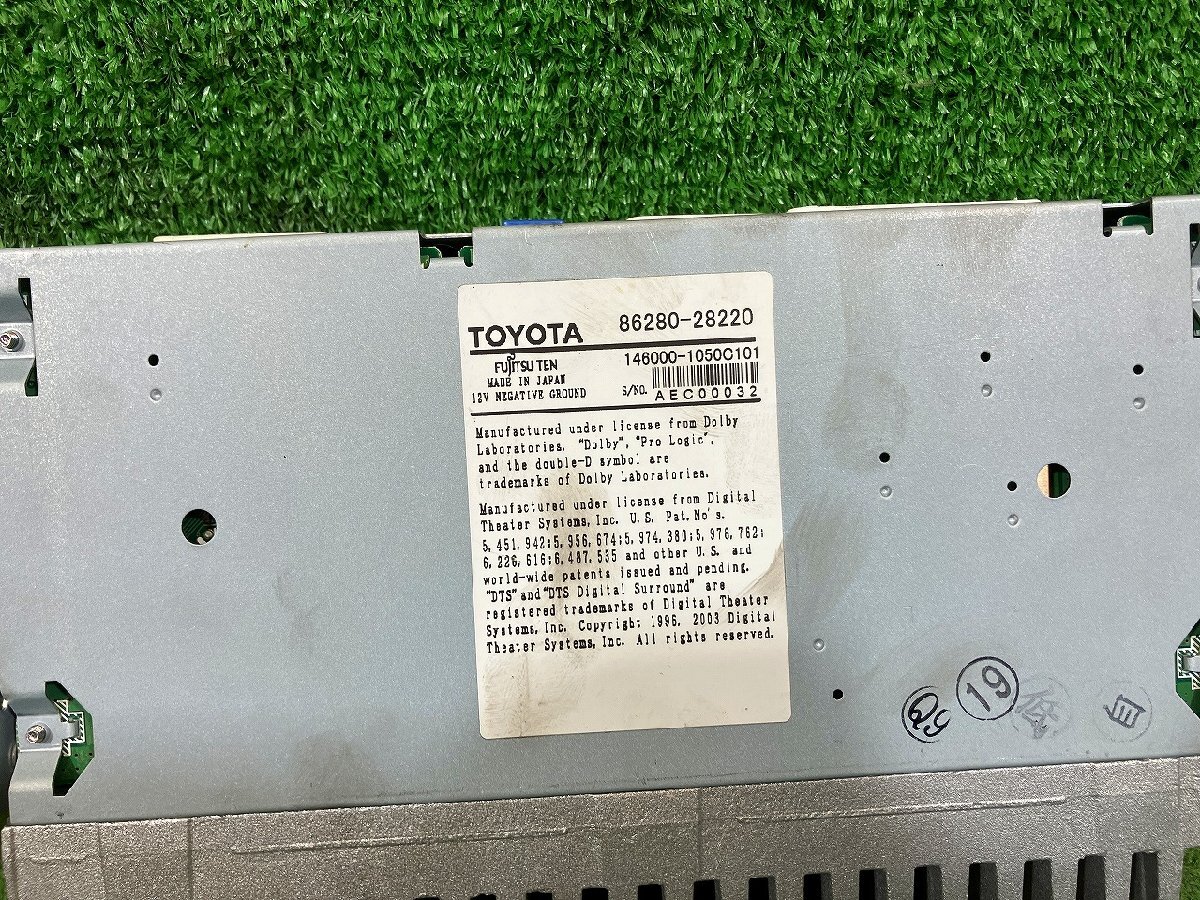 TOYOTA 86280-28220
FUJITSU TEN 146000-1050C101
MADE IN JAPAN
12V NEGATIVE GROUND S/NO. AEC00032
Manufactured under license from Dolby
Laboratories. "Dolby", "Pro Logic",
and the double-D symbol are
trademarks of Dolby Laboratories.
Manufactured under license from Digital
Theater Systems, Inc. U.S. Pat.No's.
5,451,942;5,956,674;5,974,380;5,978,762;
6,226,616;6,487,535 and other U.S. and
world-wide patents issued and pending.
"DTS" and "DTS Digital Surround" are
registered trademarks of Digital Theater
Systems, Inc. Copyright 1996, 2003 Digital
Theater Systems, Inc. All rights reserved.
19
自